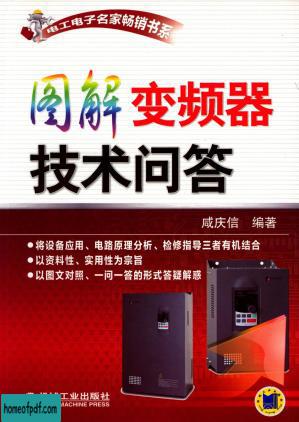 电工电子名家畅销书系
图解 变频器
技术问答
咸庆信 编著
●将设备应用、电路原理分析、检修指导三者有机结合
●以资料性、实用性为宗旨
●以图文对照、一问一答的形式答疑解惑
机械工业出版社
MACHINE PRESS
homeofpdf.com